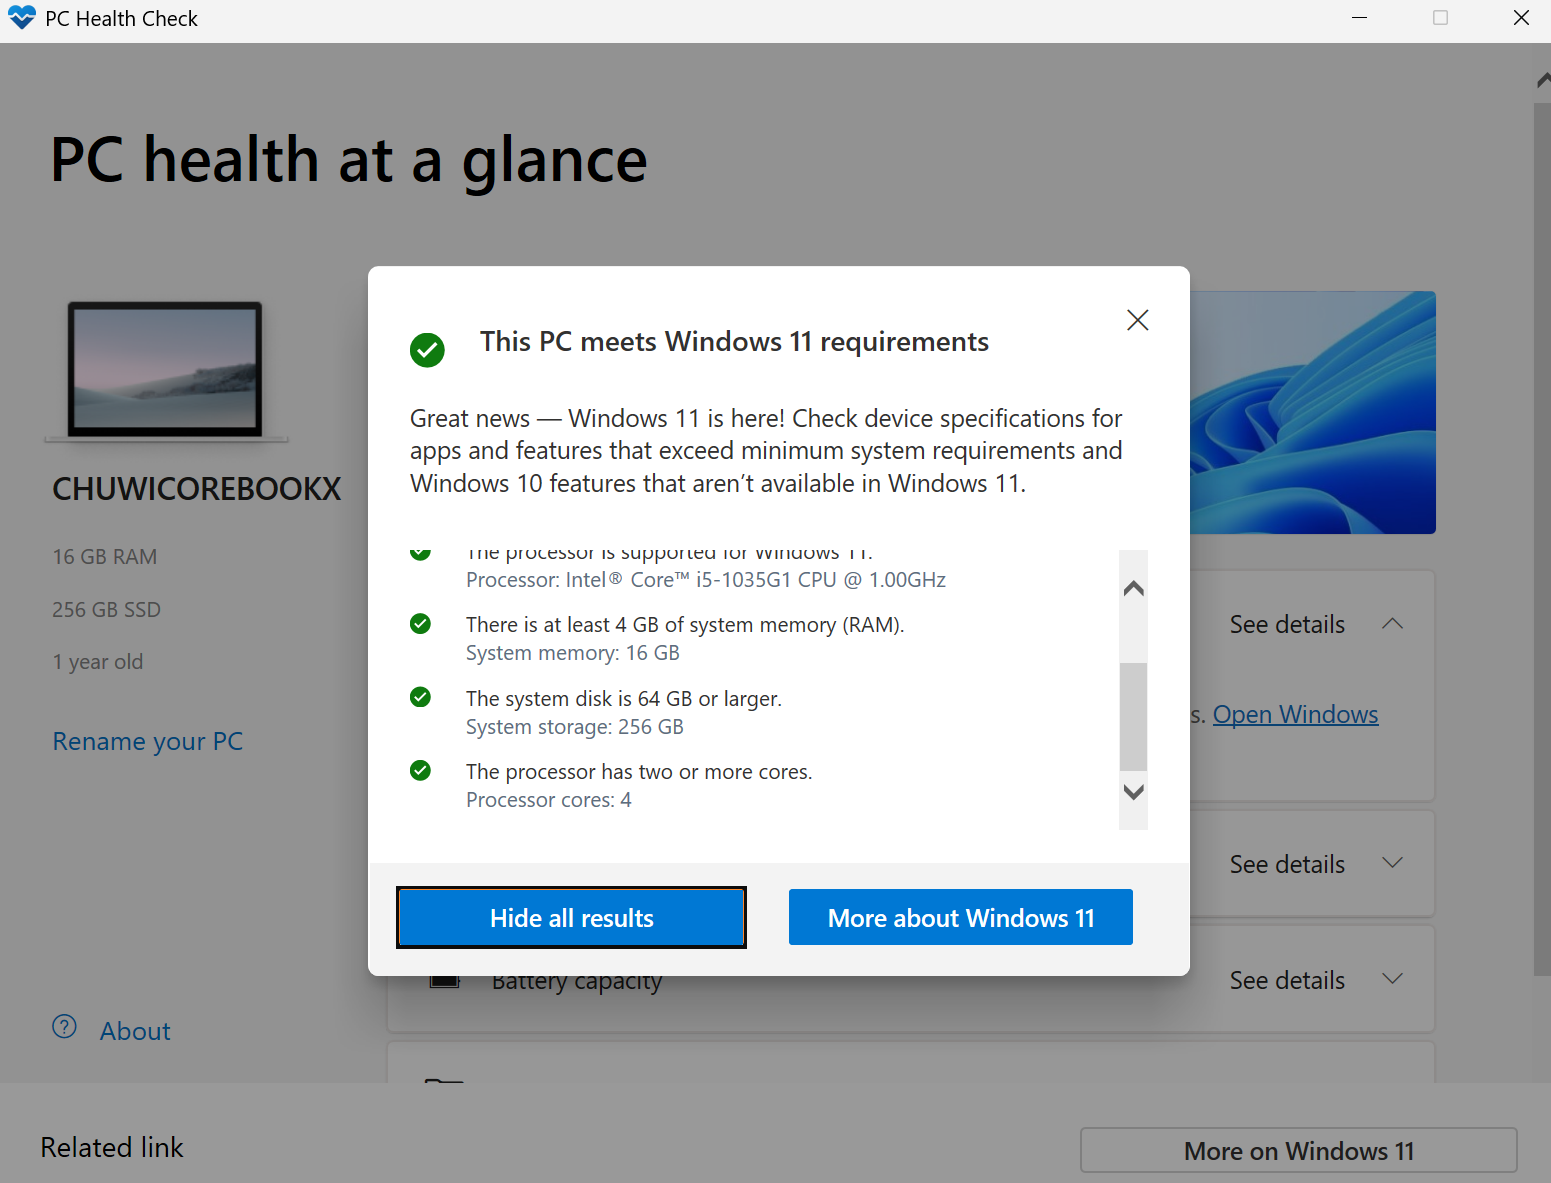 PC Health Check
PC health at a glance
CHUWICOREBOOKX
16 GB RAM
256 GB SSD
1 year old
Rename your PC
About
This PC meets Windows 11 requirements
Great news — Windows 11 is here! Check device specifications for
apps and features that exceed minimum system requirements and
Windows 10 features that aren't available in Windows 11.
The processor is supported for Windows 11.
Processor: Intel® Core™ i5-1035G1 CPU @ 1.00GHz
There is at least 4 GB of system memory (RAM).
System memory: 16 GB
The system disk is 64 GB or larger.
System storage: 256 GB
The processor has two or more cores.
Processor cores: 4
Hide all results
More about Windows 11
See details
s. Open Windows
See details
Battery capacity
See details
Related link
More on Windows 11